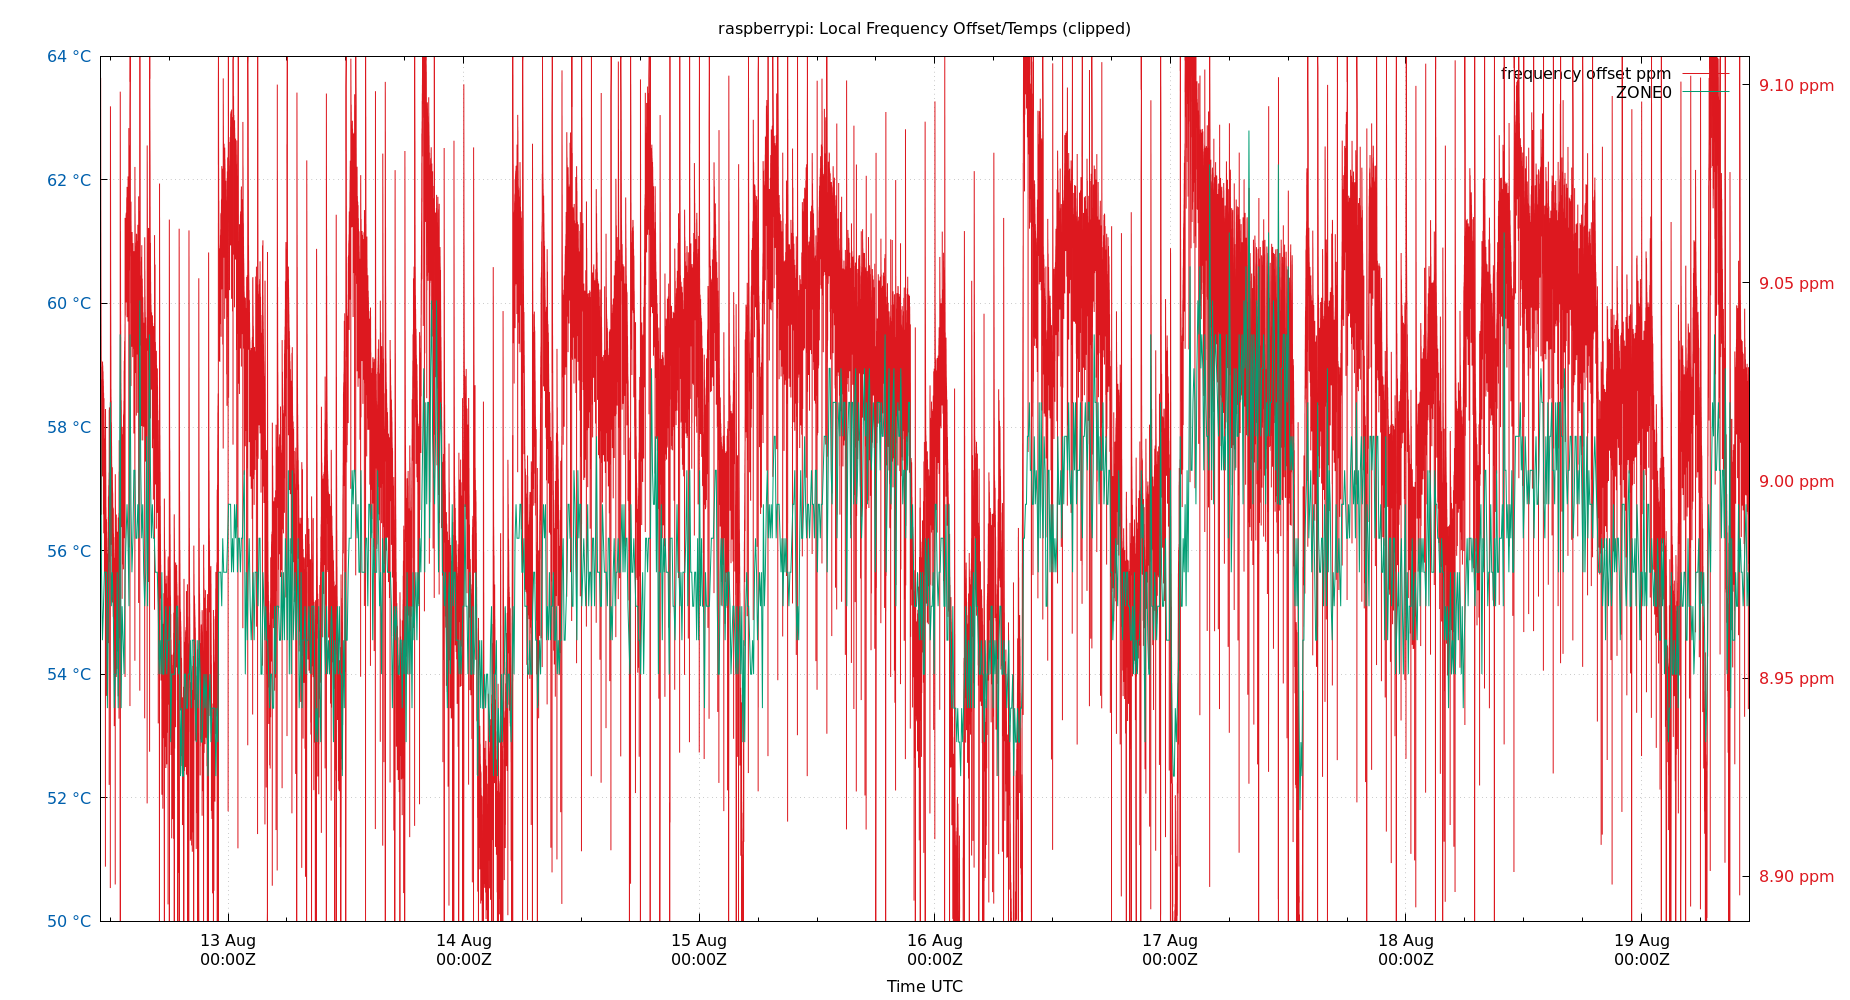 raspberrypi: Local Frequency Offset/Temps (clipped)
64 °C
62 °C
60 °C
58 °C
56 °C
54 °C
52 °C
50 °C
frequency offset ppm
ZONE0
9.10 ppm
9.05 ppm
9.00 ppm
8.95 ppm
8.90 ppm
13 Aug
00:00Z
14 Aug
00:00Z
15 Aug
00:00Z
16 Aug
00:00Z
17 Aug
00:00Z
18 Aug
00:00Z
19 Aug
00:00Z
Time UTC